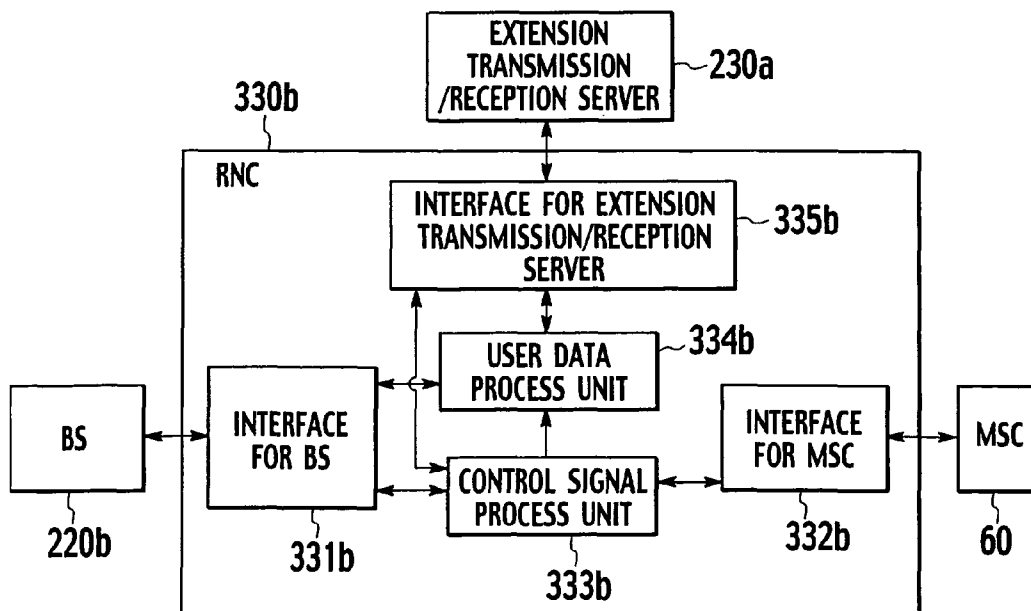 EXTENSION
TRANSMISSION
/RECEPTION SERVER
230a
330b
RNC
INTERFACE FOR EXTENSION
TRANSMISSION/RECEPTION
SERVER
335b
USER DATA
PROCESS UNIT
334b
BS
INTERFACE
FOR BS
INTERFACE
FOR MSC
MSC
CONTROL SIGNAL
PROCESS UNIT
220b
331b
333b
332b
60